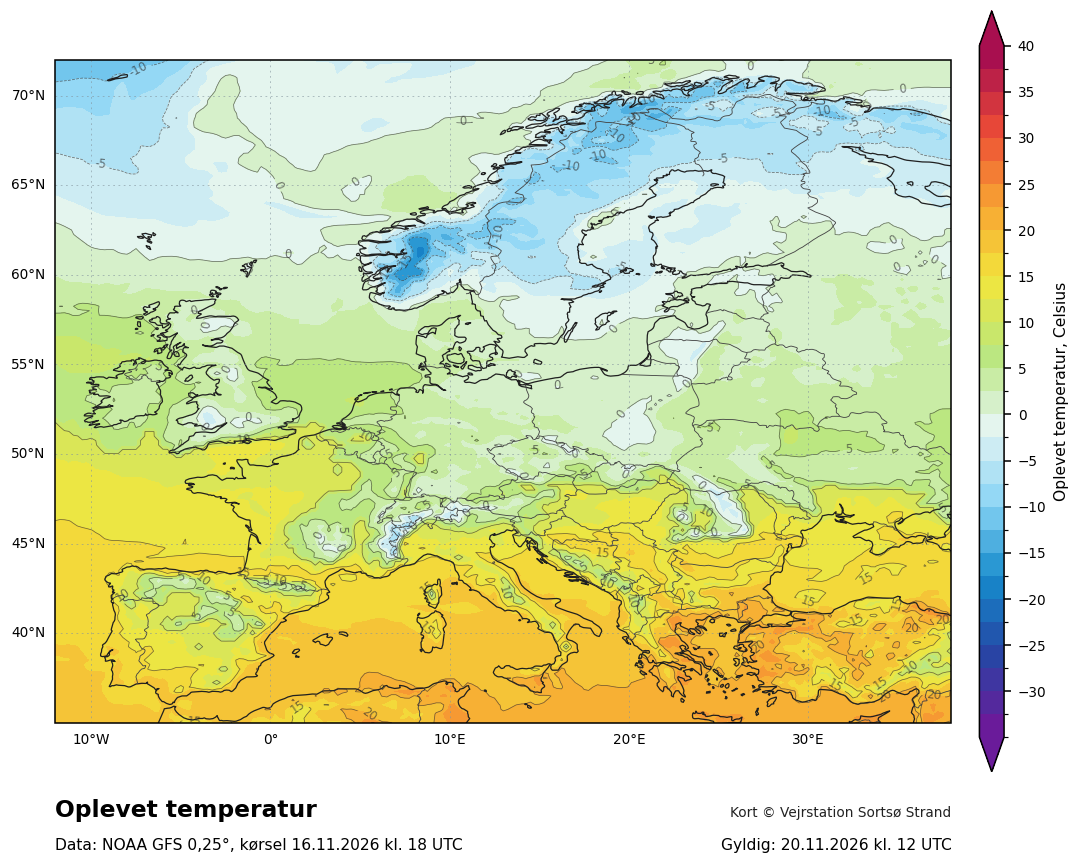 40
35
30
25
20
15
10
5
0
−5
−10
−15
−20
−25
−30
Oplevet temperatur, Celsius
70°N
65°N
60°N
55°N
50°N
45°N
40°N
10°W
0°
10°E
20°E
30°E
Oplevet temperatur
Kort © Vejrstation Sortsø Strand
Data: NOAA GFS 0,25°, kørsel 16.11.2026 kl. 18 UTC
Gyldig: 20.11.2026 kl. 12 UTC